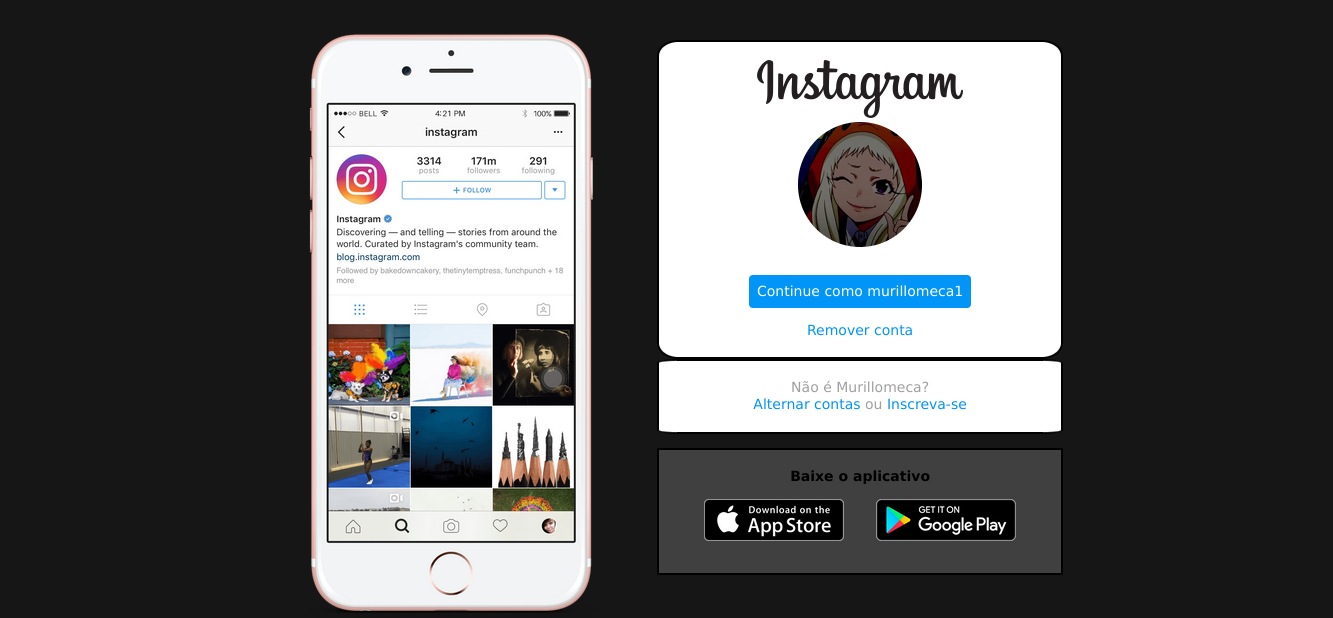 ●●●○○ BELL 4:21 PM 100%
instagram
3314 171m 291
posts followers following
+ FOLLOW
Instagram
Discovering — and telling — stories from around the
world. Curated by Instagram's community team.
blog.instagram.com
Followed by bakedowncakery, thetinytemptress, funchpunch + 18
more
Instagram
Continue como murillomeca1
Remover conta
Não é Murillomeca?
Alternar contas ou Inscreva-se
Baixe o aplicativo
Download on the
App Store
GET IT ON
Google Play